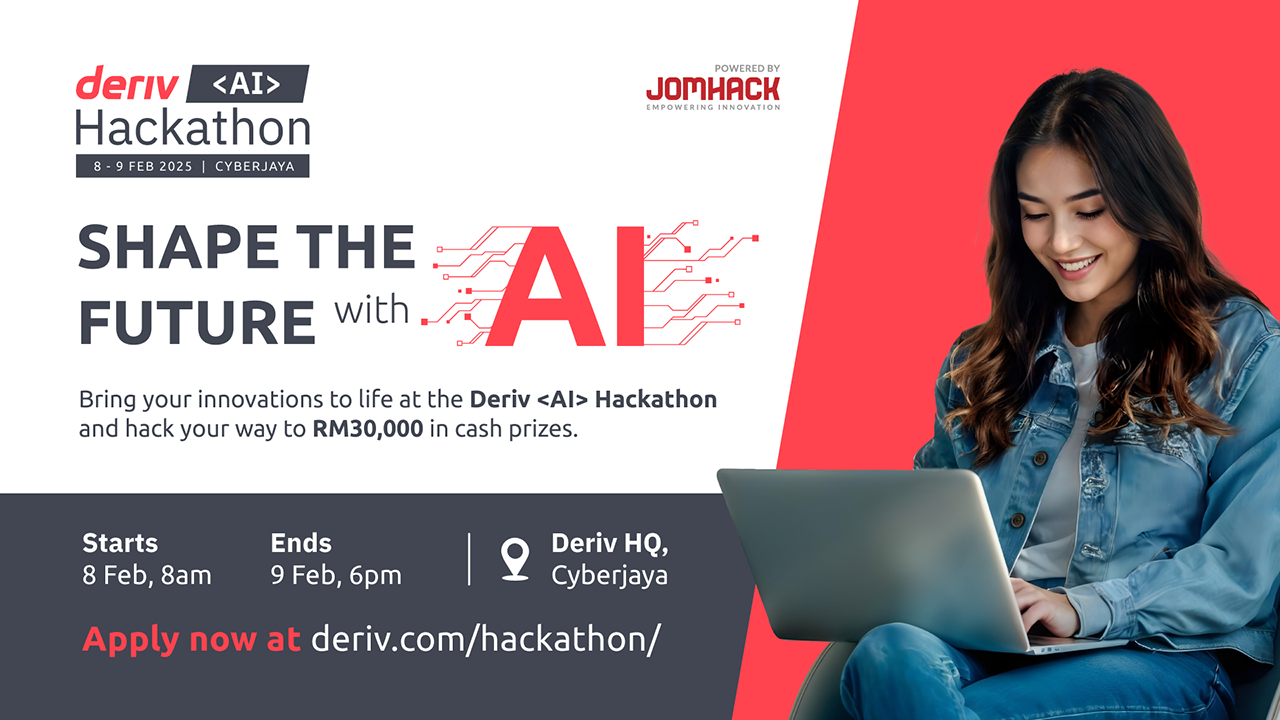 deriv <AI>
Hackathon
8 - 9 FEB 2025 | CYBERJAYA
POWERED BY
JOMHACK
EMPOWERING INNOVATION
SHAPE THE
FUTURE with AI
Bring your innovations to life at the Deriv <AI> Hackathon
and hack your way to RM30,000 in cash prizes.
Starts
8 Feb, 8am
Ends
9 Feb, 6pm
Deriv HQ,
Cyberjaya
Apply now at deriv.com/hackathon/